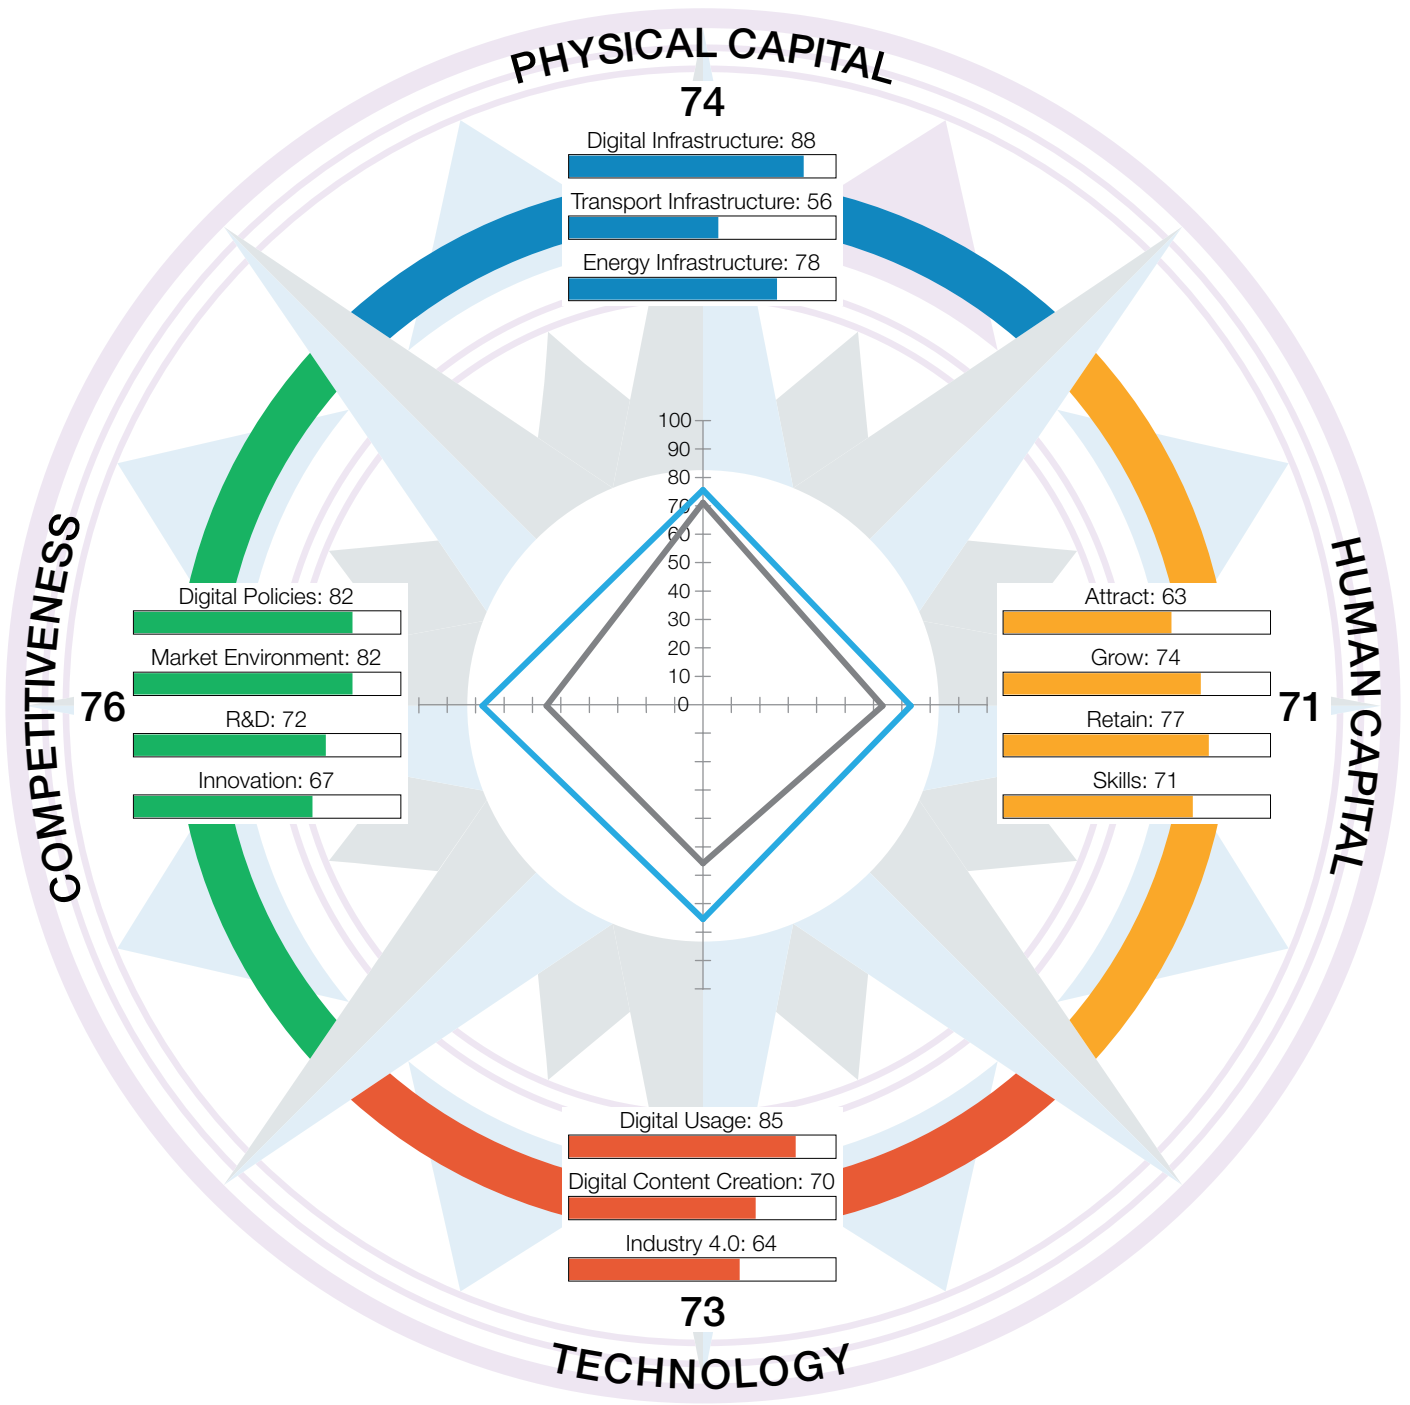 PHYSICAL CAPITAL
74
Digital Infrastructure: 88
Transport Infrastructure: 56
Energy Infrastructure: 78
COMPETITIVENESS
76
Digital Policies: 82
Market Environment: 82
R&D: 72
Innovation: 67
100
90
80
70
60
50
40
30
20
10
0
Attract: 63
Grow: 74
Retain: 77
Skills: 71
71
HUMAN CAPITAL
Digital Usage: 85
Digital Content Creation: 70
Industry 4.0: 64
73
TECHNOLOGY